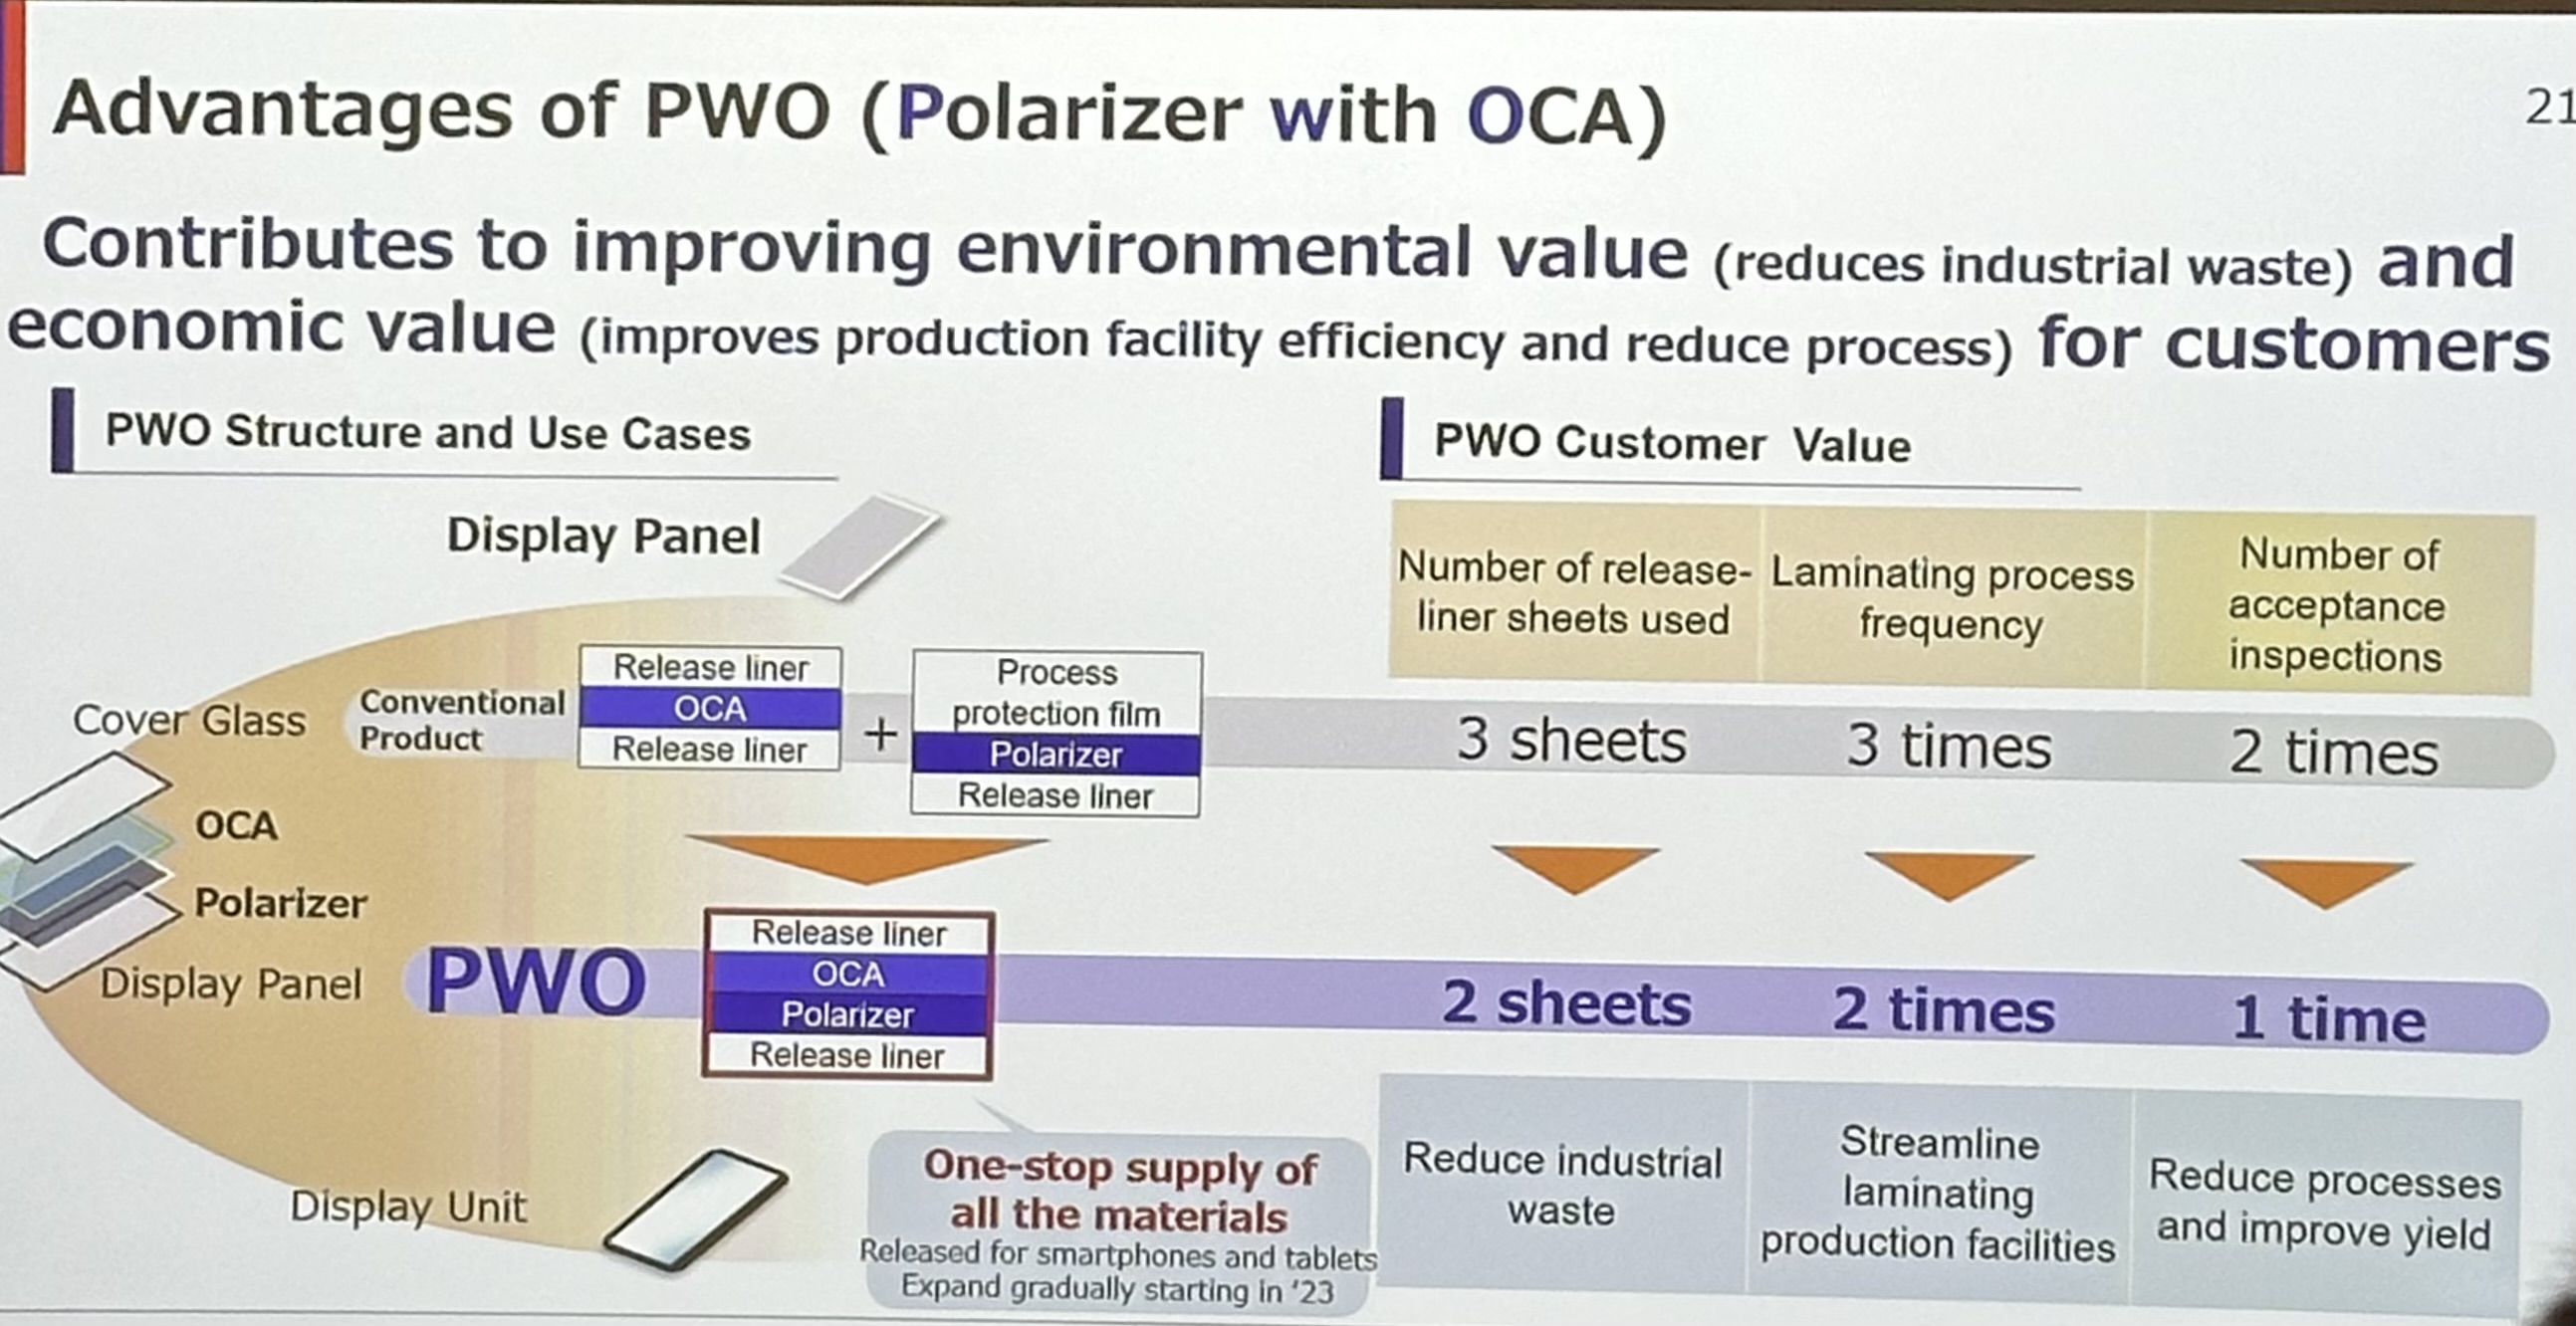 Advantages of PWO (Polarizer with OCA)
21
Contributes to improving environmental value (reduces industrial waste) and
economic value (improves production facility efficiency and reduce process) for customers
PWO Structure and Use Cases
Display Panel
Cover Glass
OCA
Polarizer
Display Panel
Display Unit
Conventional
Product
Release liner
OCA
Release liner
+
Process
protection film
Polarizer
Release liner
PWO
Release liner
OCA
Polarizer
Release liner
One-stop supply of
all the materials
Released for smartphones and tablets
Expand gradually starting in '23
PWO Customer Value
Number of release-
liner sheets used
Laminating process
frequency
Number of
acceptance
inspections
3 sheets
3 times
2 times
2 sheets
2 times
1 time
Reduce industrial
waste
Streamline
laminating
production facilities
Reduce processes
and improve yield